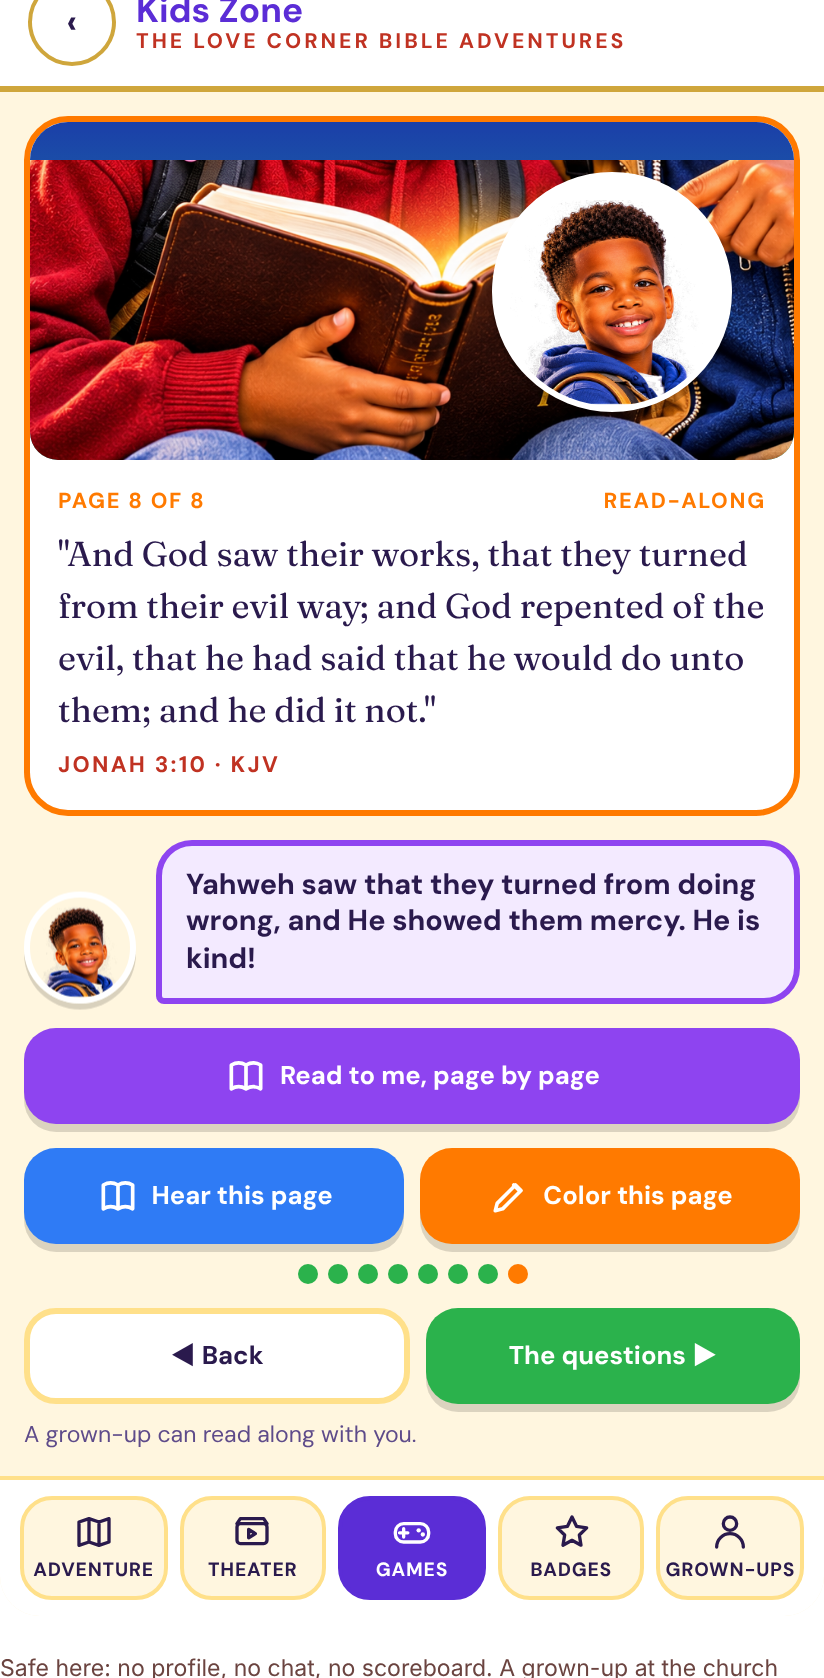 Kids Zone
THE LOVE CORNER BIBLE ADVENTURES
PAGE 8 OF 8
READ-ALONG
"And God saw their works, that they turned
from their evil way; and God repented of the
evil, that he had said that he would do unto
them; and he did it not."
JONAH 3:10 · KJV
Yahweh saw that they turned from doing
wrong, and He showed them mercy. He is
kind!
Read to me, page by page
Hear this page
Color this page
◀ Back
The questions ▶
A grown-up can read along with you.
ADVENTURE
THEATER
GAMES
BADGES
GROWN-UPS
Safe here: no profile, no chat, no scoreboard. A grown-up at the church